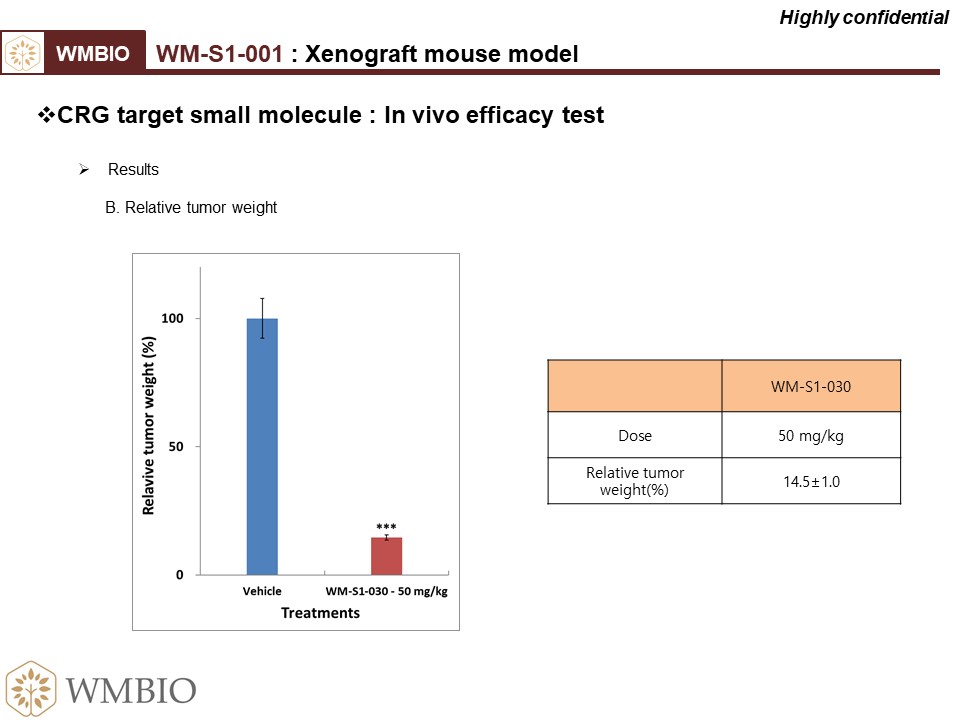 Highly confidential
WMBIO
WM-S1-001 : Xenograft mouse model
❖CRG target small molecule : In vivo efficacy test
➢ Results
B. Relative tumor weight
Relavive tumor weight (%)
100
50
0
***
Vehicle
WM-S1-030 - 50 mg/kg
Treatments
WM-S1-030
Dose 50 mg/kg
Relative tumor
weight(%) 14.5±1.0
WMBIO